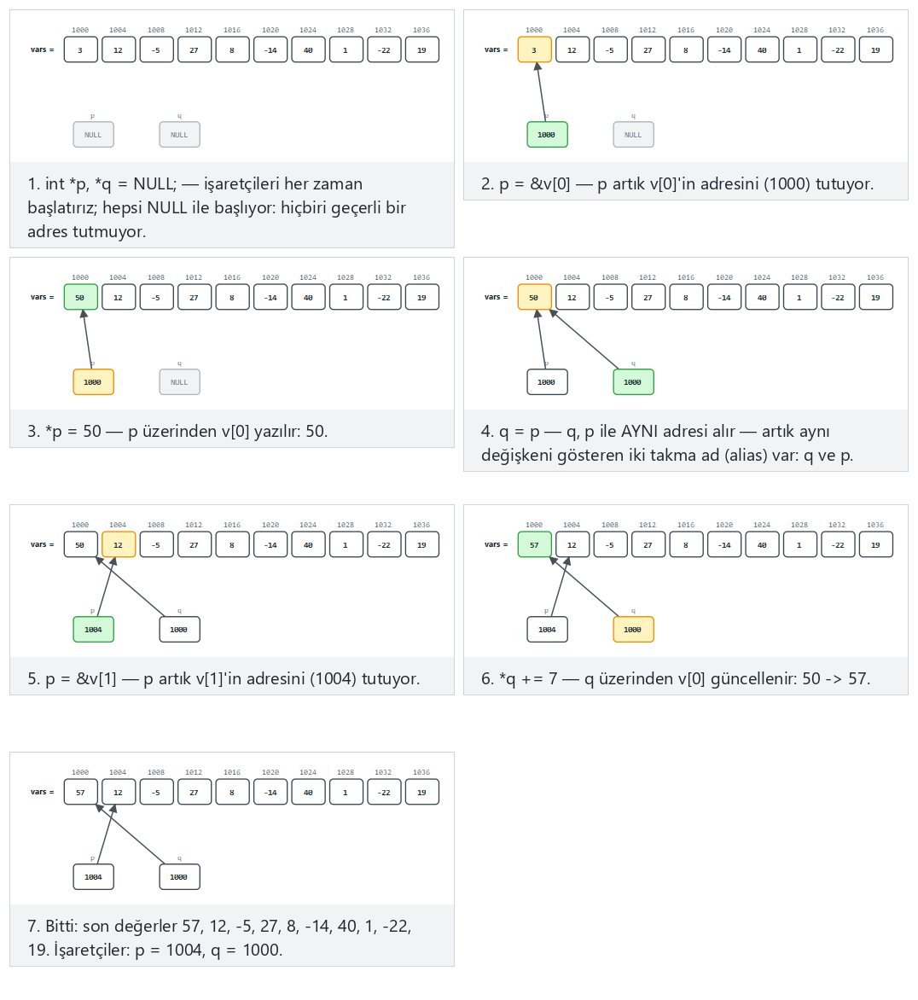 1000 1004 1008 1012 1016 1020 1024 1028 1032 1036
vars = 3 12 -5 27 8 -14 40 1 -22 19
p q
NULL NULL
1. int *p, *q = NULL; — işaretçileri her zaman
başlatırız; hepsi NULL ile başlıyor: hiçbiri geçerli bir
adres tutmuyor.
1000 1004 1008 1012 1016 1020 1024 1028 1032 1036
vars = 3 12 -5 27 8 -14 40 1 -22 19
p q
1000 NULL
2. p = &v[0] — p artık v[0]'in adresini (1000) tutuyor.
1000 1004 1008 1012 1016 1020 1024 1028 1032 1036
vars = 50 12 -5 27 8 -14 40 1 -22 19
p q
1000 NULL
3. *p = 50 — p üzerinden v[0] yazılır: 50.
1000 1004 1008 1012 1016 1020 1024 1028 1032 1036
vars = 50 12 -5 27 8 -14 40 1 -22 19
p q
1000 1000
4. q = p — q, p ile AYNI adresi alır — artık aynı
değişkeni gösteren iki takma ad (alias) var: q ve p.
1000 1004 1008 1012 1016 1020 1024 1028 1032 1036
vars = 50 12 -5 27 8 -14 40 1 -22 19
p q
1004 1000
5. p = &v[1] — p artık v[1]'in adresini (1004) tutuyor.
1000 1004 1008 1012 1016 1020 1024 1028 1032 1036
vars = 57 12 -5 27 8 -14 40 1 -22 19
p q
1004 1000
6. *q += 7 — q üzerinden v[0] güncellenir: 50 -> 57.
1000 1004 1008 1012 1016 1020 1024 1028 1032 1036
vars = 57 12 -5 27 8 -14 40 1 -22 19
p q
1004 1000
7. Bitti: son değerler 57, 12, -5, 27, 8, -14, 40, 1, -22,
19. İşaretçiler: p = 1004, q = 1000.